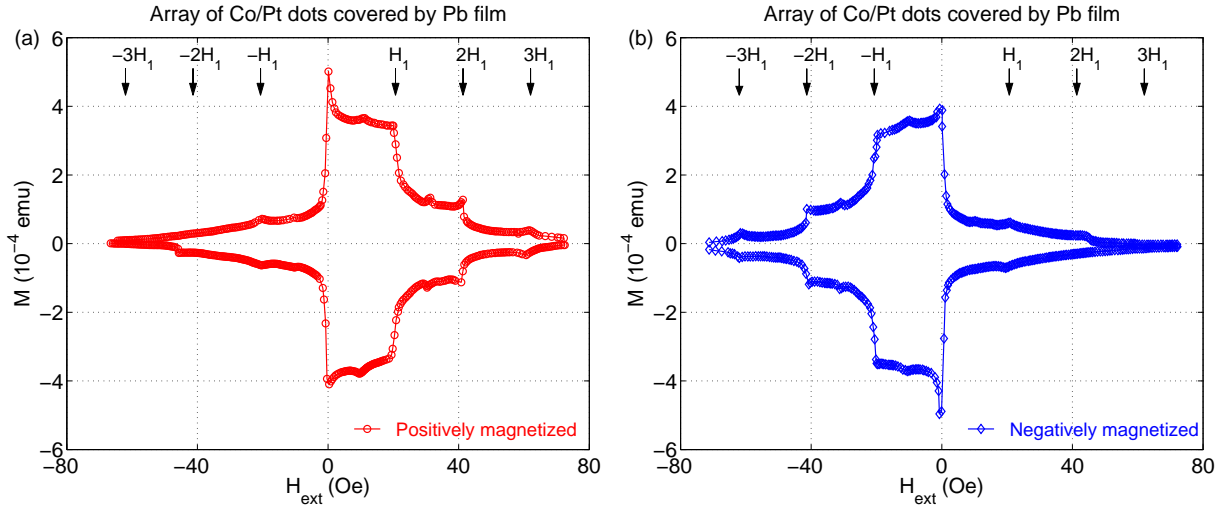 Array of Co/Pt dots covered by Pb film
(a)
−3H₁ −2H₁ −H₁ H₁ 2H₁ 3H₁
6
4
2
0
−2
−4
−6
M (10⁻⁴ emu)
Positively magnetized
−80 −40 0 40 80
H_ext (Oe)
Array of Co/Pt dots covered by Pb film
(b)
−3H₁ −2H₁ −H₁ H₁ 2H₁ 3H₁
6
4
2
0
−2
−4
−6
M (10⁻⁴ emu)
Negatively magnetized
−80 −40 0 40 80
H_ext (Oe)